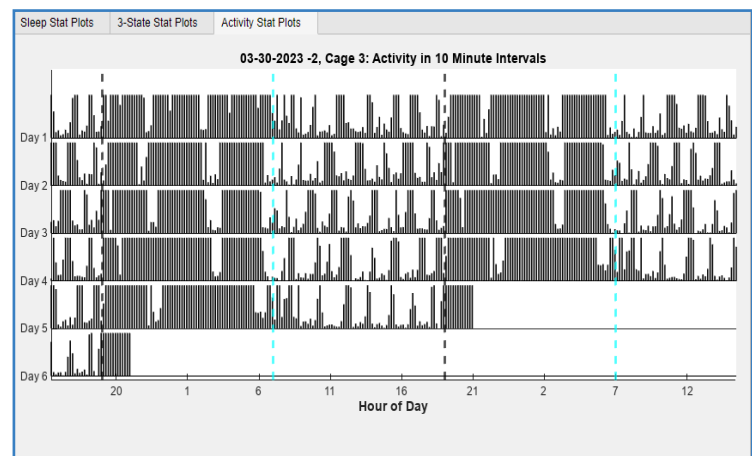 Sleep Stat Plots 3-State Stat Plots Activity Stat Plots
03-30-2023 -2, Cage 3: Activity in 10 Minute Intervals
Day 1
Day 2
Day 3
Day 4
Day 5
Day 6
20 1 6 11 16 21 2 7 12
Hour of Day